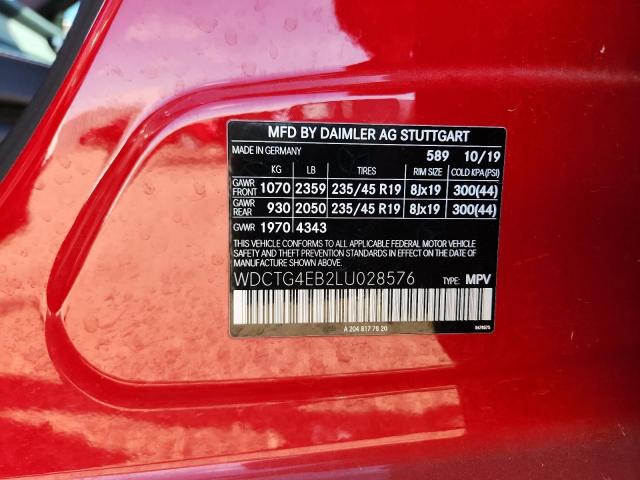 MFD BY DAIMLER AG STUTTGART
MADE IN GERMANY 589 10/19
KG LB TIRES RIM SIZE COLD KPA(PSI)
GAWR FRONT 1070 2359 235/45 R19 8Jx19 300(44)
GAWR REAR 930 2050 235/45 R19 8Jx19 300(44)
GVWR 1970 4343
THIS VEHICLE CONFORMS TO ALL APPLICABLE FEDERAL MOTOR VEHICLE
SAFETY AND THEFT PREVENTION STANDARDS IN EFFECT ON THE DATE OF
MANUFACTURE SHOWN ABOVE.
WDCTG4EB2LU028576 TYPE: MPV
A 204 817 78 20